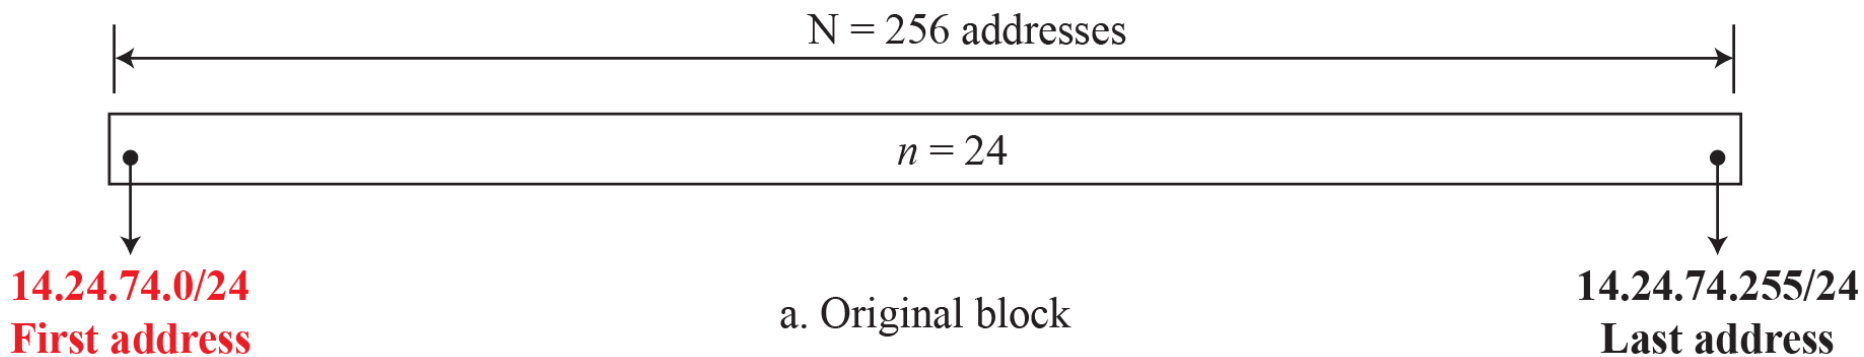 N = 256 addresses
n = 24
14.24.74.0/24
First address
a. Original block
14.24.74.255/24
Last address